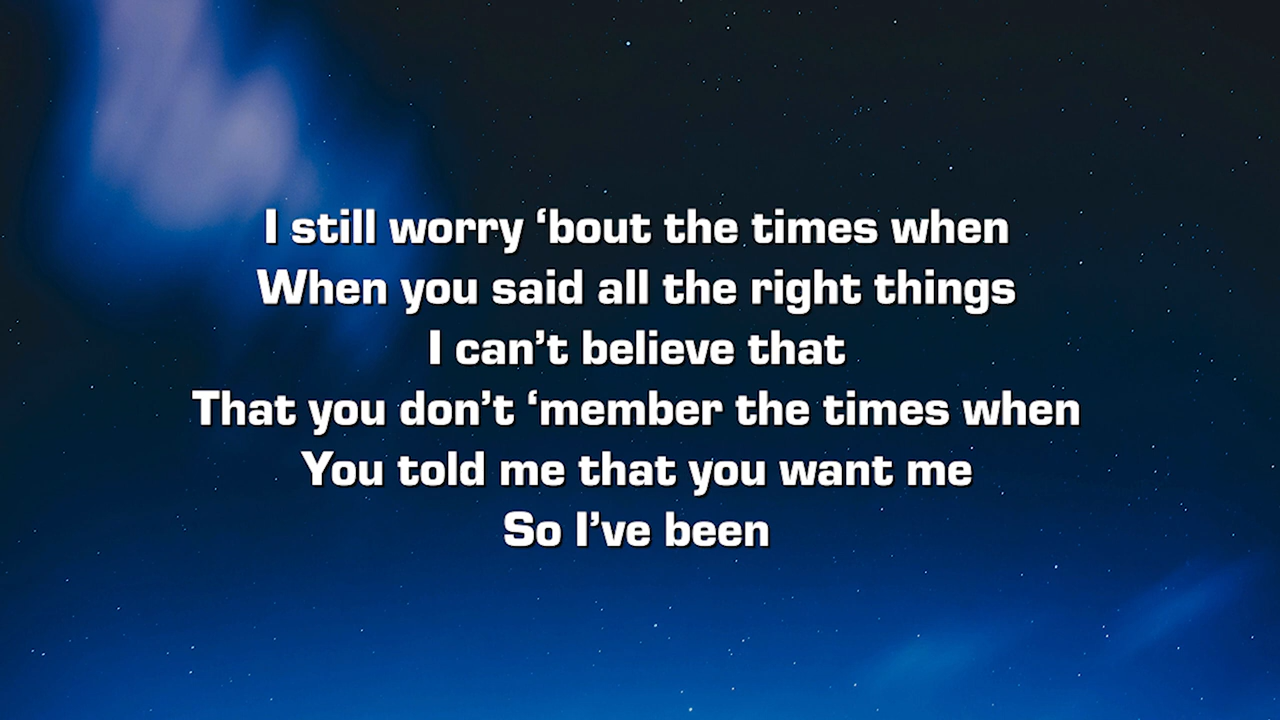 I still worry ‘bout the times when
When you said all the right things
I can’t believe that
That you don’t ‘member the times when
You told me that you want me
So I’ve been